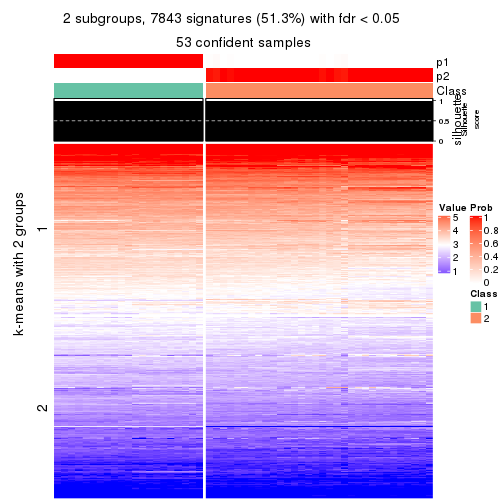 2 subgroups, 7843 signatures (51.3%) with fdr < 0.05
53 confident samples
p1
p2
Class
silhouette
Silhouette
score
1
0.5
0
k-means with 2 groups
1
2
Value
5
4
3
2
1
Prob
1
0.8
0.6
0.4
0.2
0
Class
1
2